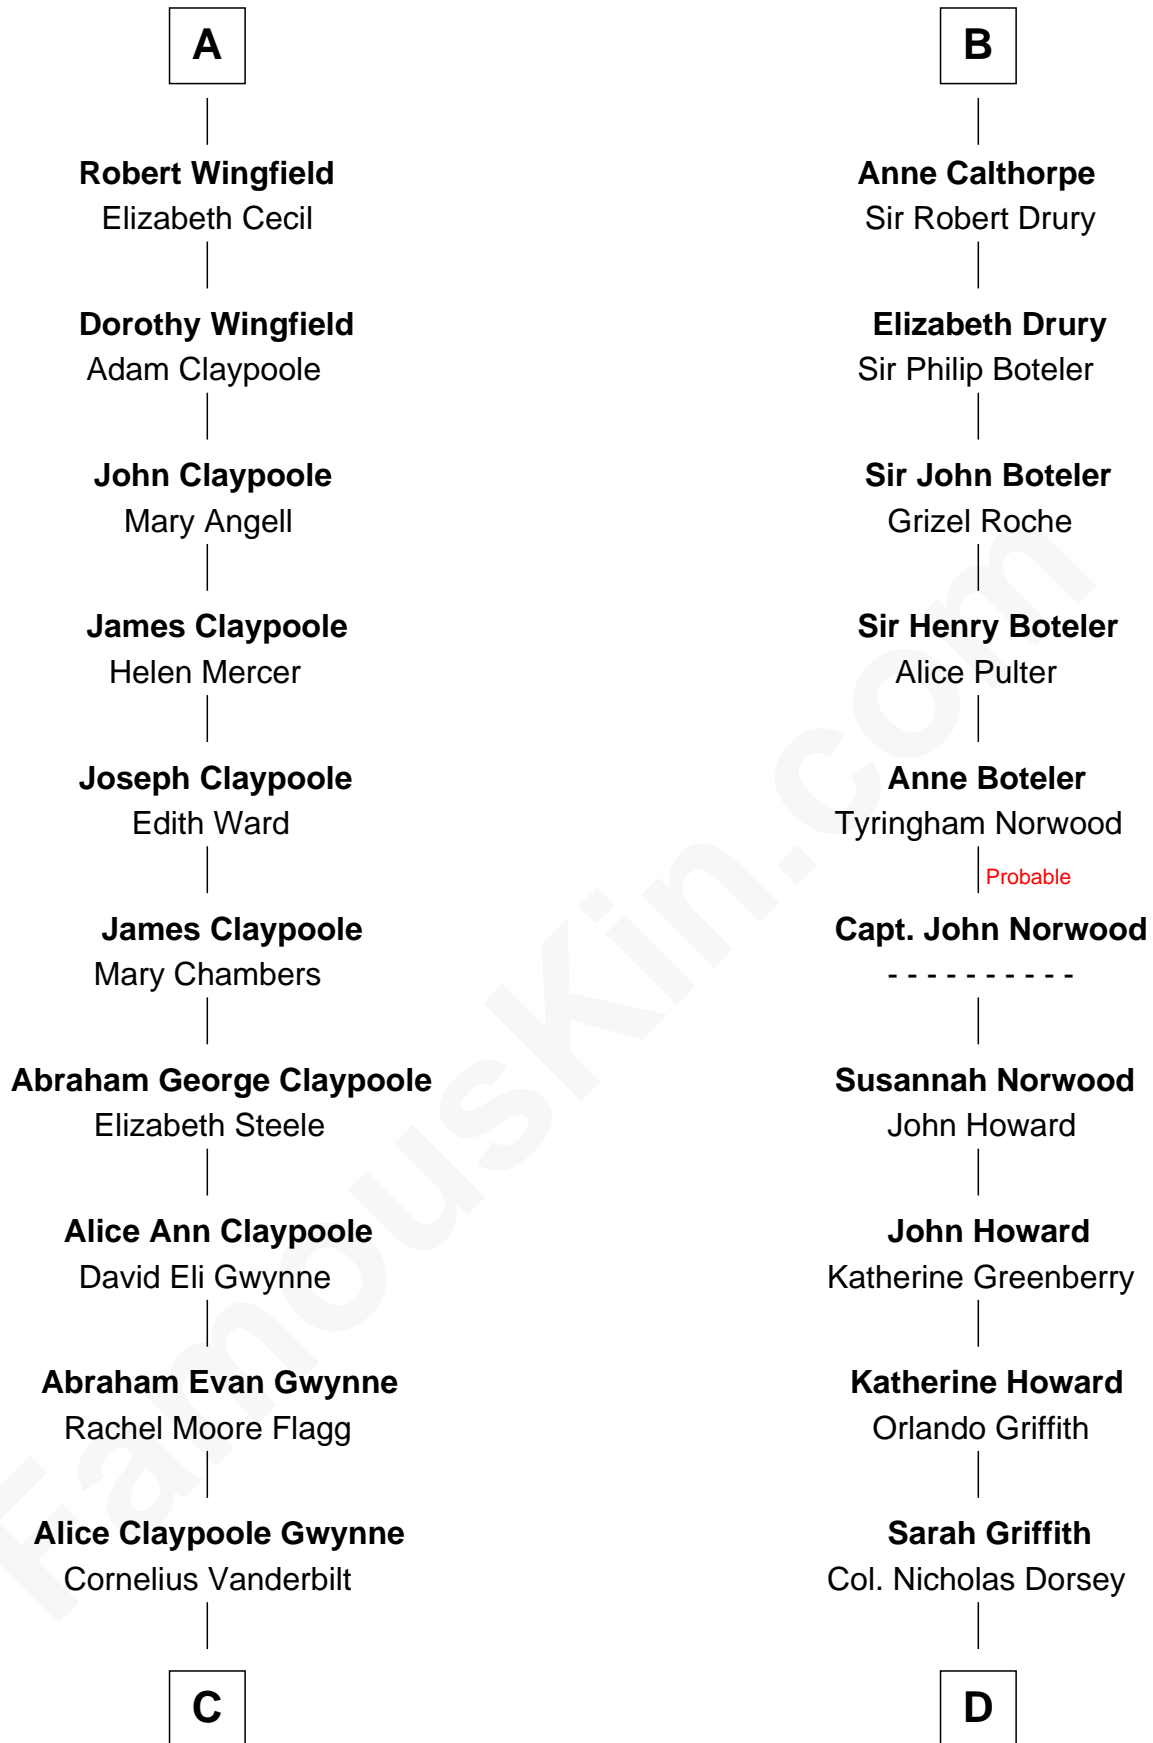 A
Robert Wingfield
Elizabeth Cecil
Dorothy Wingfield
Adam Claypoole
John Claypoole
Mary Angell
James Claypoole
Helen Mercer
Joseph Claypoole
Edith Ward
James Claypoole
Mary Chambers
Abraham George Claypoole
Elizabeth Steele
Alice Ann Claypoole
David Eli Gwynne
Abraham Evan Gwynne
Rachel Moore Flagg
Alice Claypoole Gwynne
Cornelius Vanderbilt
C
B
Anne Calthorpe
Sir Robert Drury
Elizabeth Drury
Sir Philip Boteler
Sir John Boteler
Grizel Roche
Sir Henry Boteler
Alice Pulter
Anne Boteler
Tyringham Norwood
Probable
Capt. John Norwood
- - - - - - - - - -
Susannah Norwood
John Howard
John Howard
Katherine Greenberry
Katherine Howard
Orlando Griffith
Sarah Griffith
Col. Nicholas Dorsey
D
FamousKin.com